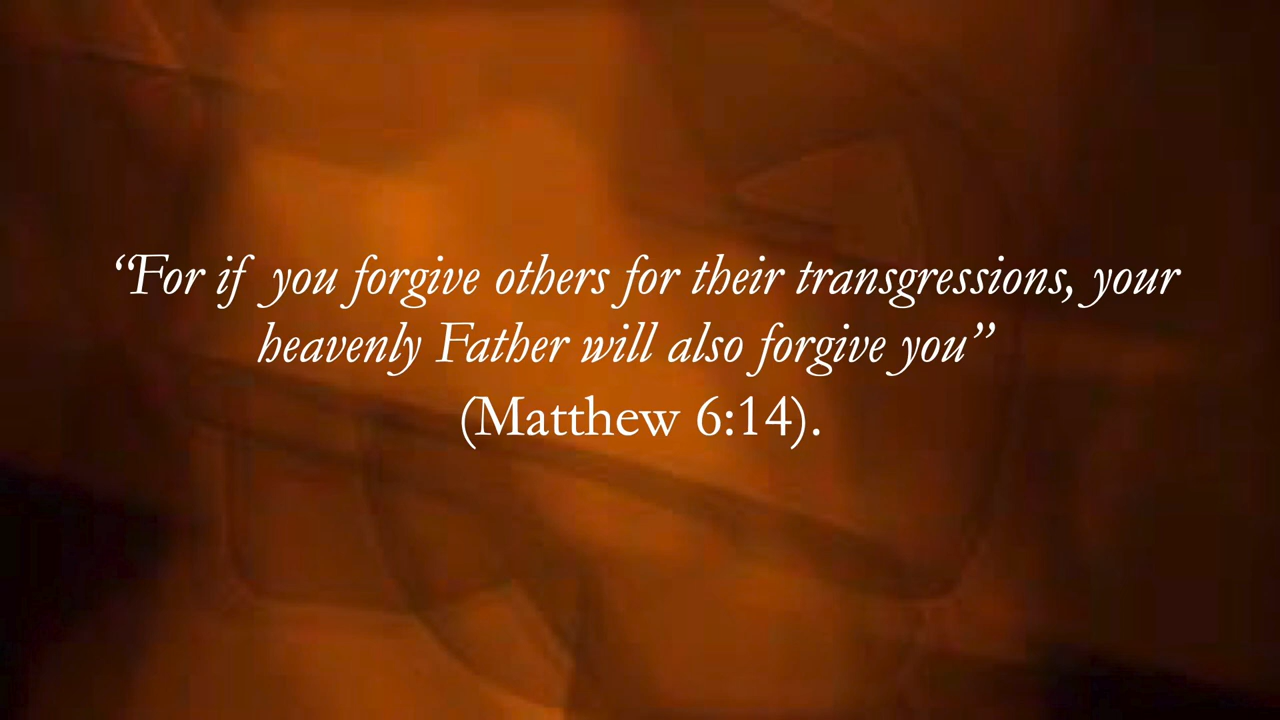 “For if you forgive others for their transgressions, your
heavenly Father will also forgive you”
(Matthew 6:14).